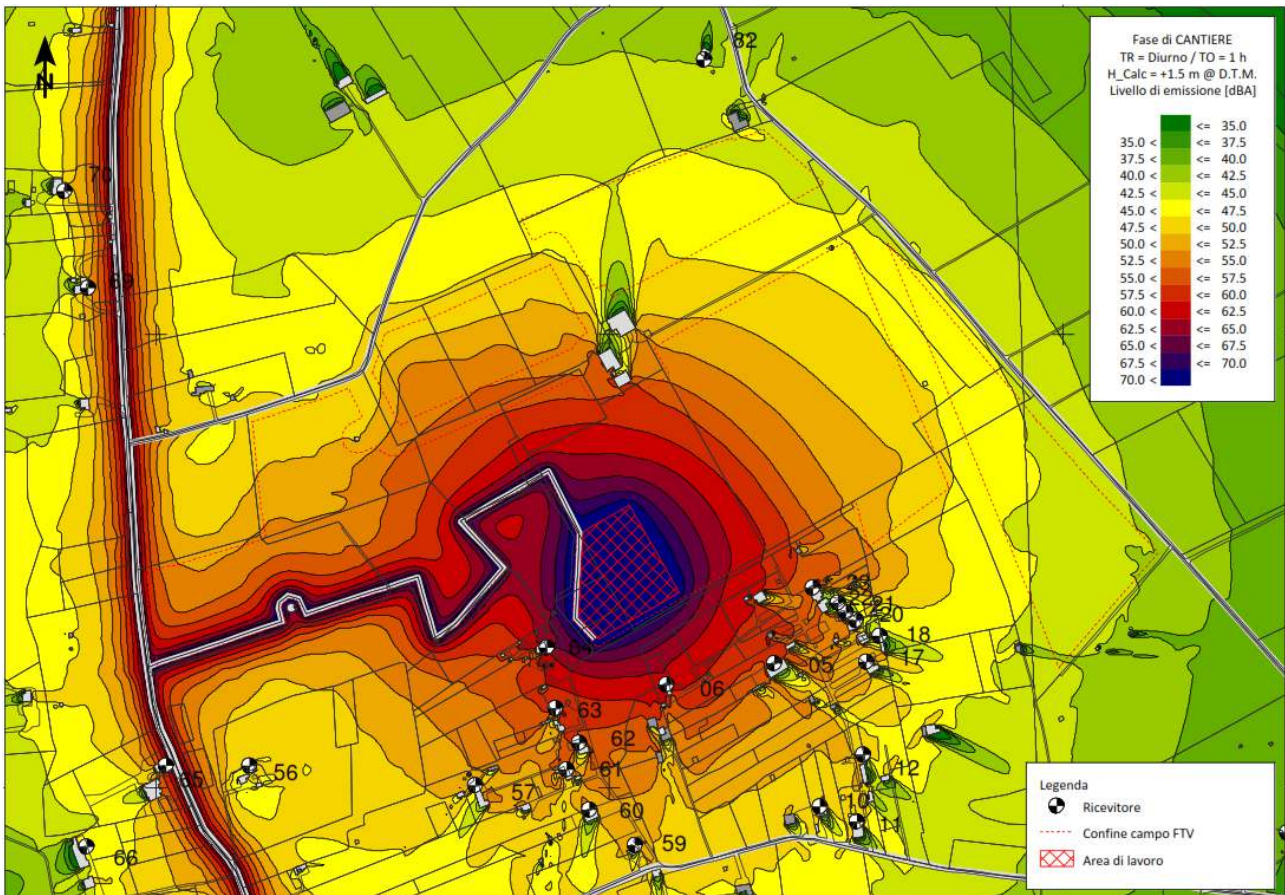 N
Fase di CANTIERE
TR = Diurno / TO = 1 h
H_Calc = +1.5 m @ D.T.M.
Livello di emissione [dBA]
<= 35.0
35.0 < <= 37.5
37.5 < <= 40.0
40.0 < <= 42.5
42.5 < <= 45.0
45.0 < <= 47.5
47.5 < <= 50.0
50.0 < <= 52.5
52.5 < <= 55.0
55.0 < <= 57.5
57.5 < <= 60.0
60.0 < <= 62.5
62.5 < <= 65.0
65.0 < <= 67.5
67.5 < <= 70.0
70.0 <
82
70
21
20
18
17
05
06
63
62
61
12
65
56
57
60
10
11
59
66
Legenda
Ricevitore
Confine campo FTV
Area di lavoro